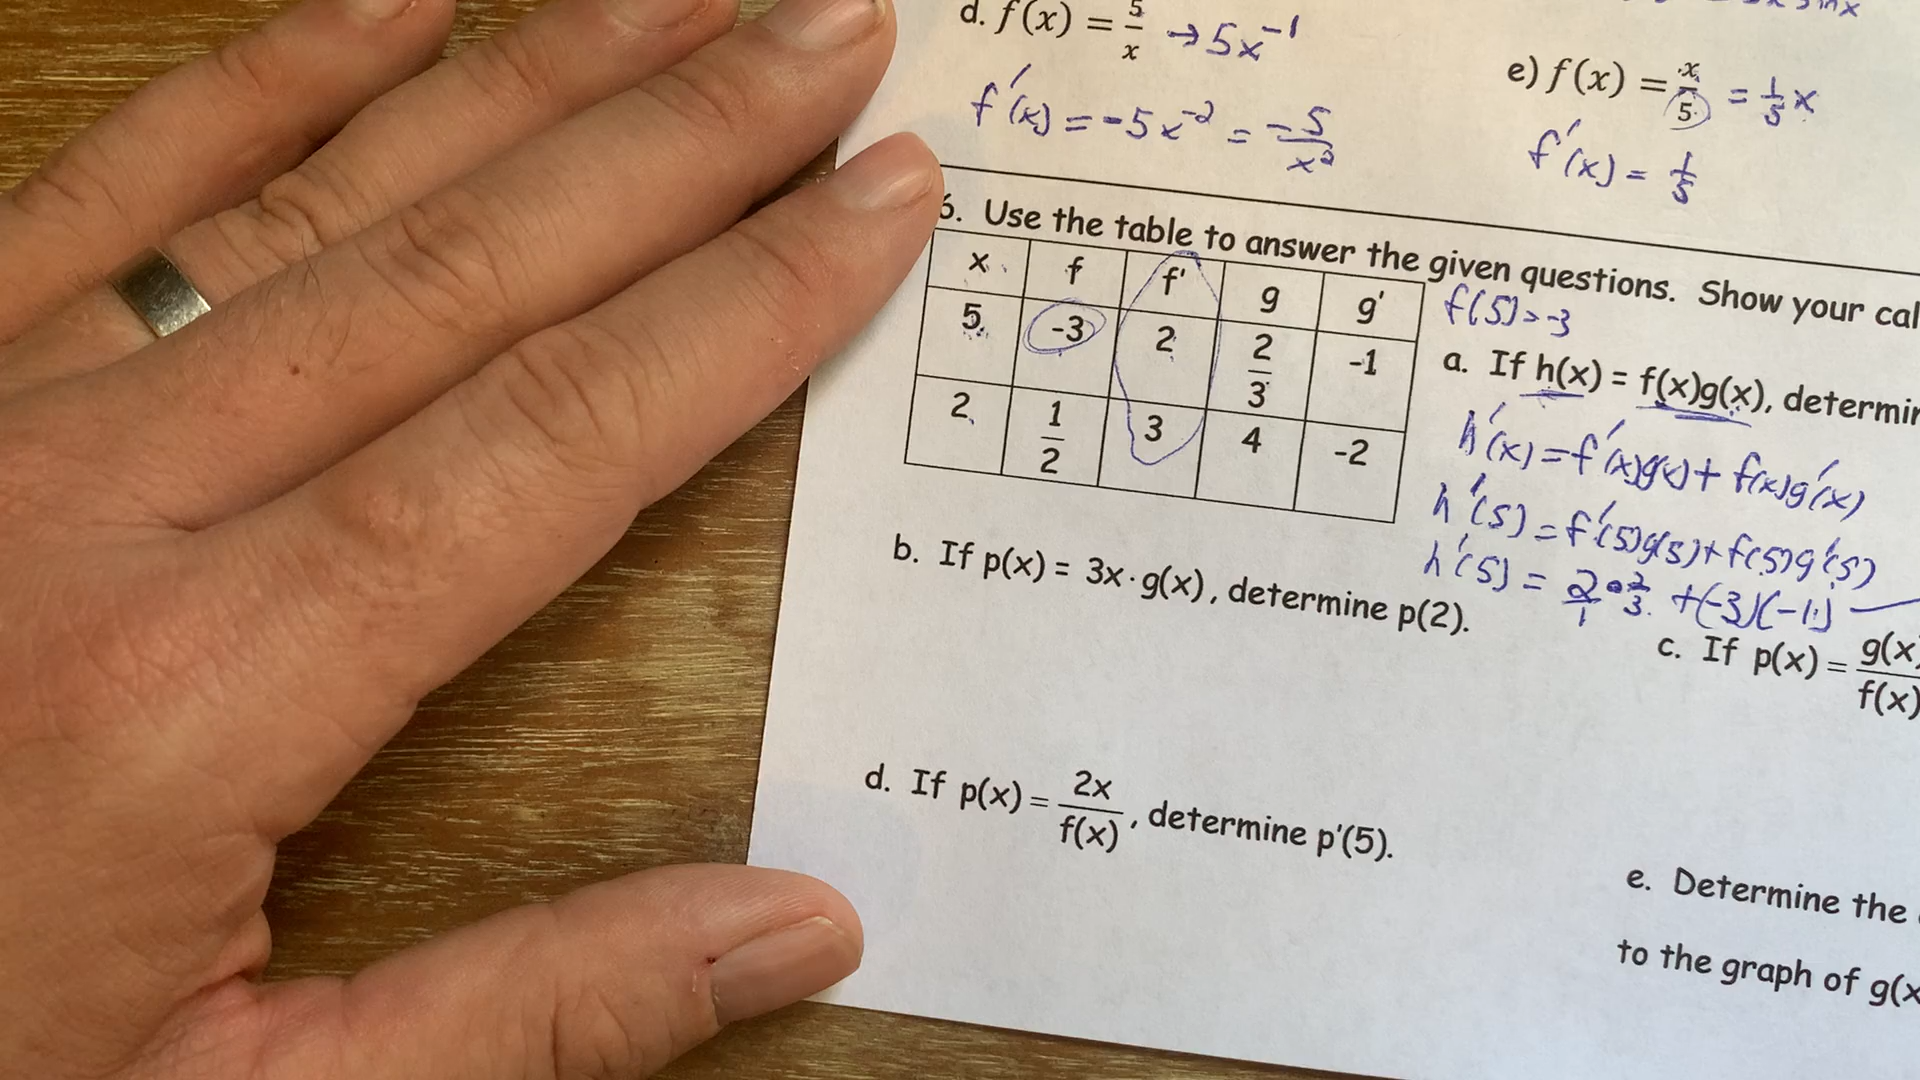 d. f(x) = 5/x → 5x⁻¹
f'(x) = -5x⁻² = -5/x²
e) f(x) = x/5 = 1/5 x
f'(x) = 1/5
6. Use the table to answer the given questions. Show your cal
x f f' g g'
5 -3 2 2/3 -1
2 1/2 3 4 -2
f(5) = -3
a. If h(x) = f(x)g(x), determin
h'(x) = f'(x)g(x) + f(x)g'(x)
h'(5) = f'(5)g(5) + f(5)g'(5)
h'(5) = 2/1 • 2/3 + (-3)(-1)
b. If p(x) = 3x · g(x), determine p(2).
c. If p(x) = g(x)/f(x)
d. If p(x) = 2x/f(x), determine p'(5).
e. Determine the
to the graph of g(x